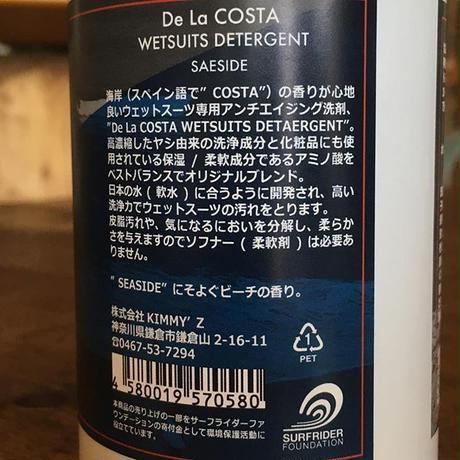 De La COSTA
WETSUITS DETERGENT
SAESIDE
海岸（スペイン語で" COSTA"）の香りが心地
良いウェットスーツ専用アンチエイジング洗剤、
"De La COSTA WETSUITS DETAERGENT"。
高濃縮したヤシ由来の洗浄成分と化粧品にも使
用されている保湿 / 柔軟成分であるアミノ酸を
ベストバランスでオリジナルブレンド。
日本の水 ( 軟水 ) に合うように開発され、高い
洗浄力でウェットスーツの汚れをとります。
皮脂汚れや、気になるにおいを分解し、柔らか
さを与えますのでソフナー ( 柔軟剤 ) は必要あ
りません。
" SEASIDE" にそよぐビーチの香り。
株式会社 KIMMY' Z
神奈川県鎌倉市鎌倉山 2-16-11
☎0467-53-7294
1
PET
4 580019 570580
本商品の売り上げの一部をサーフライダーファ
ウンデーションの寄付金として環境保護活動に
役立てています。
SURFRIDER
FOUNDATION